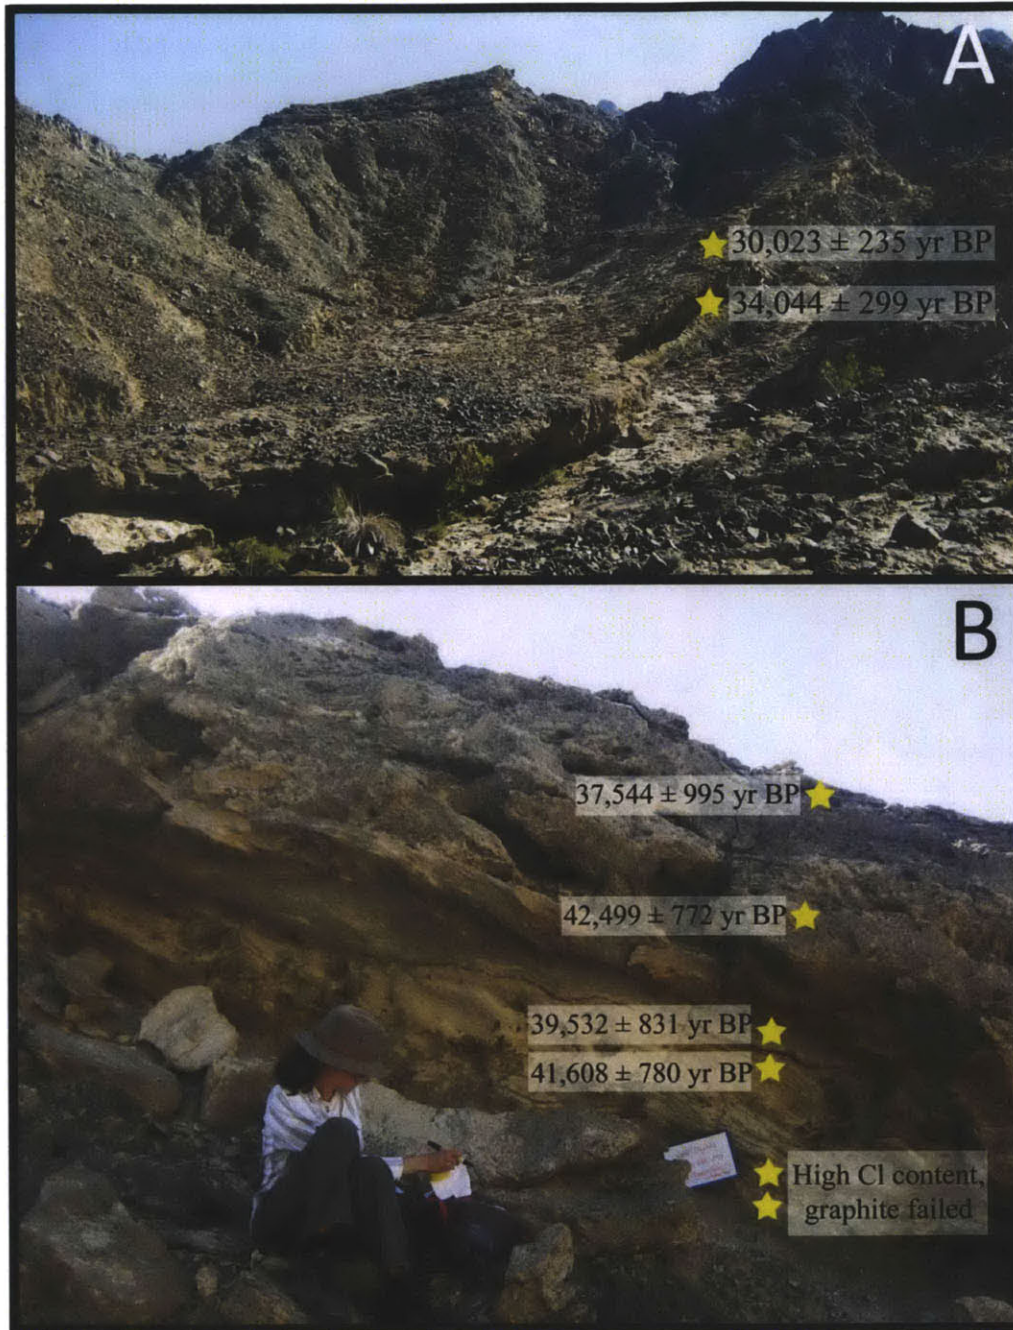 A
30,023 ± 235 yr BP
34,044 ± 299 yr BP
B
37,544 ± 995 yr BP
42,499 ± 772 yr BP
39,532 ± 831 yr BP
41,608 ± 780 yr BP
High Cl content,
graphite failed